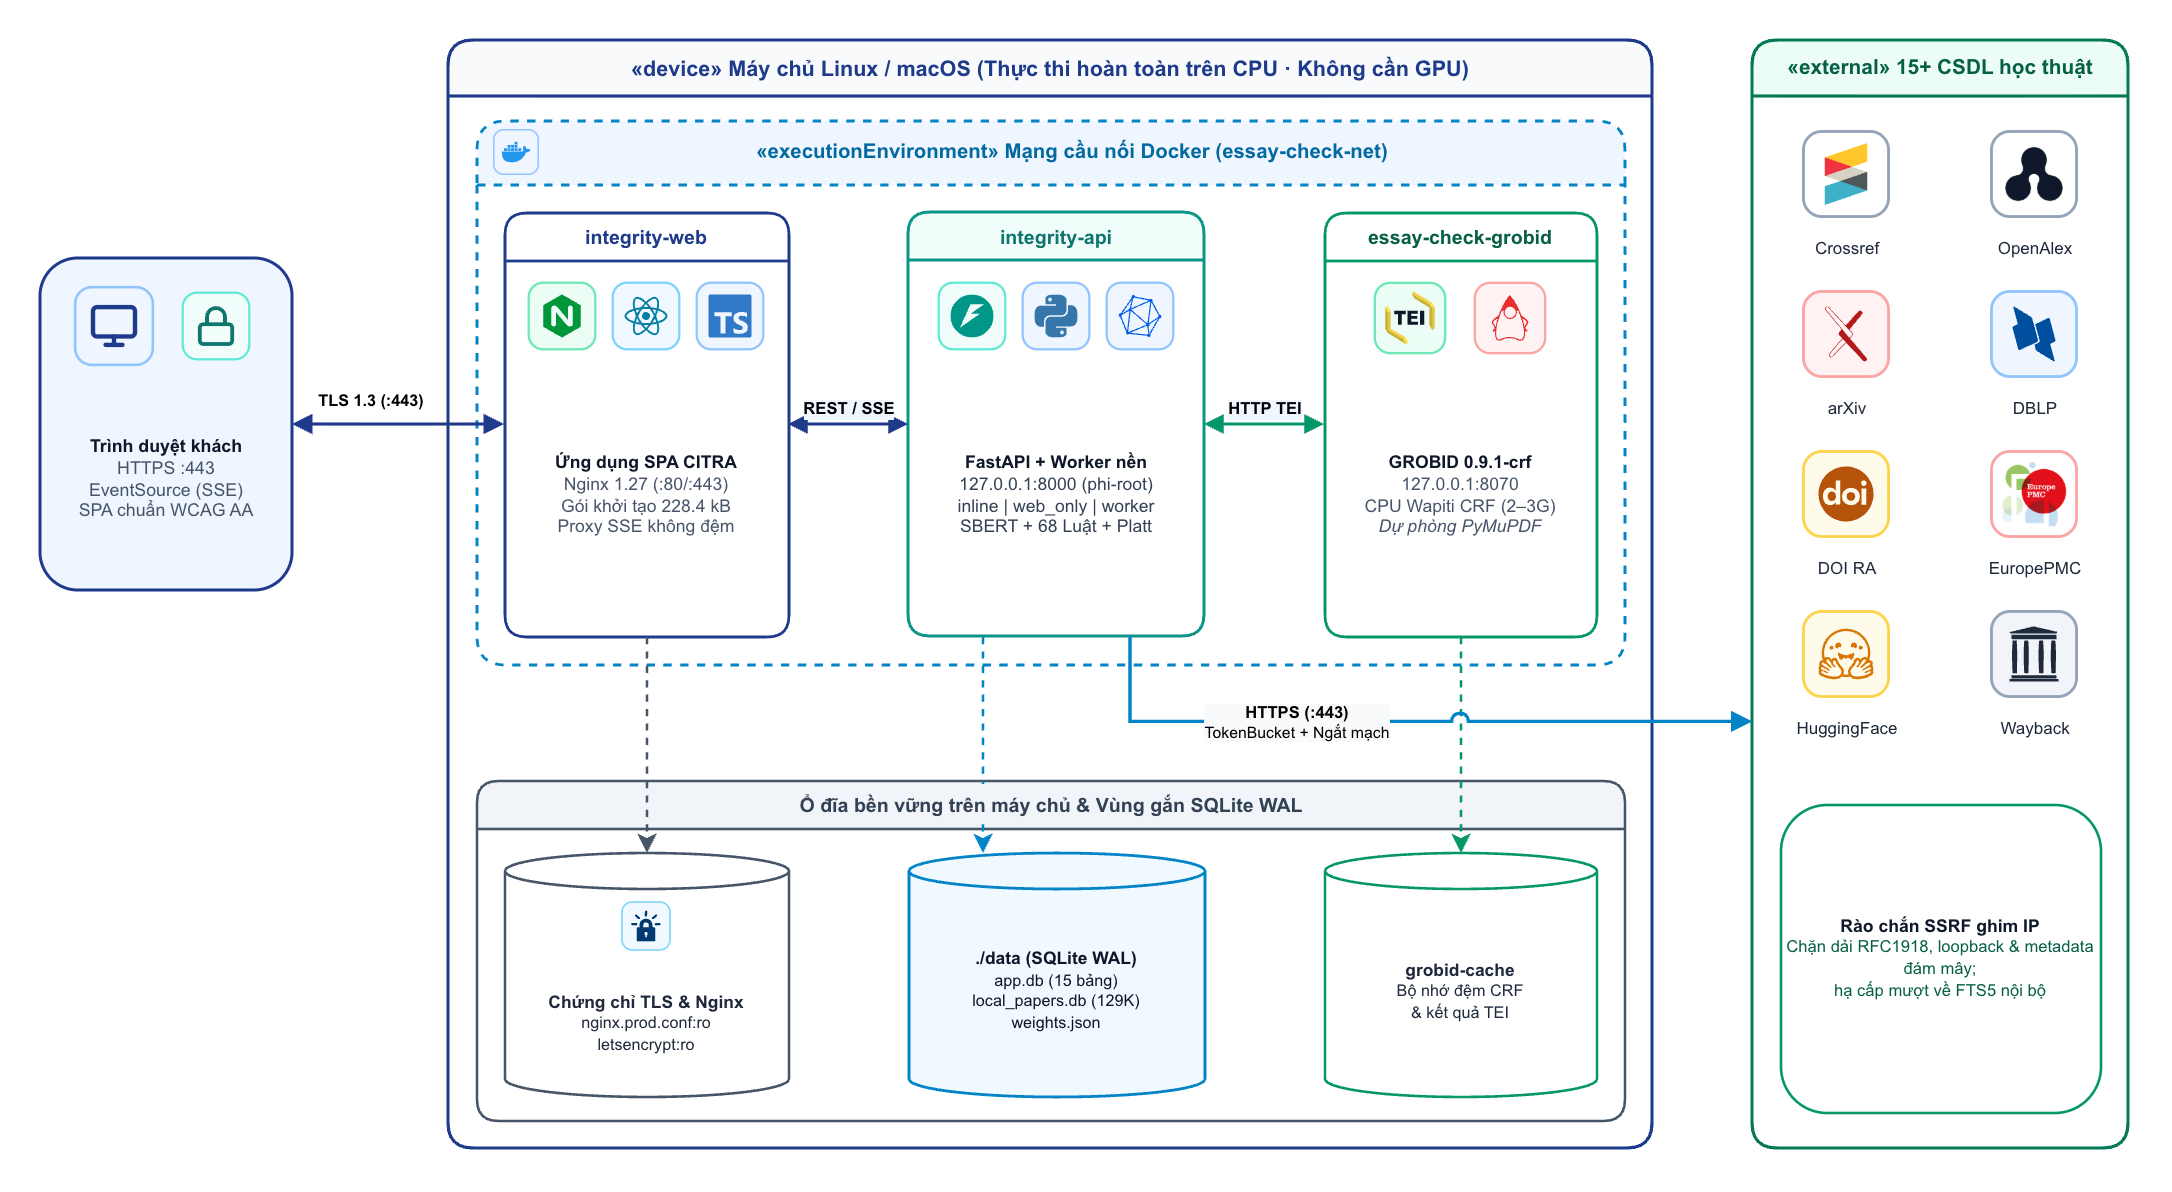 «device» Máy chủ Linux / macOS (Thực thi hoàn toàn trên CPU · Không cần GPU)
«executionEnvironment» Mạng cầu nối Docker (essay-check-net)
Trình duyệt khách
HTTPS :443
EventSource (SSE)
SPA chuẩn WCAG AA
TLS 1.3 (:443)
integrity-web
TS
Ứng dụng SPA CITRA
Nginx 1.27 (:80/:443)
Gói khởi tạo 228.4 kB
Proxy SSE không đệm
REST / SSE
integrity-api
FastAPI + Worker nền
127.0.0.1:8000 (phi-root)
inline | web_only | worker
SBERT + 68 Luật + Platt
HTTP TEI
essay-check-grobid
TEI
GROBID 0.9.1-crf
127.0.0.1:8070
CPU Wapiti CRF (2–3G)
Dự phòng PyMuPDF
HTTPS (:443)
TokenBucket + Ngắt mạch
Ổ đĩa bền vững trên máy chủ & Vùng gắn SQLite WAL
Chứng chỉ TLS & Nginx
nginx.prod.conf:ro
letsencrypt:ro
./data (SQLite WAL)
app.db (15 bảng)
local_papers.db (129K)
weights.json
grobid-cache
Bộ nhớ đệm CRF
& kết quả TEI
«external» 15+ CSDL học thuật
Crossref
OpenAlex
arXiv
DBLP
doi
Europe
PMC
DOI RA
EuropePMC
HuggingFace
Wayback
Rào chắn SSRF ghim IP
Chặn dải RFC1918, loopback & metadata
đám mây;
hạ cấp mượt về FTS5 nội bộ